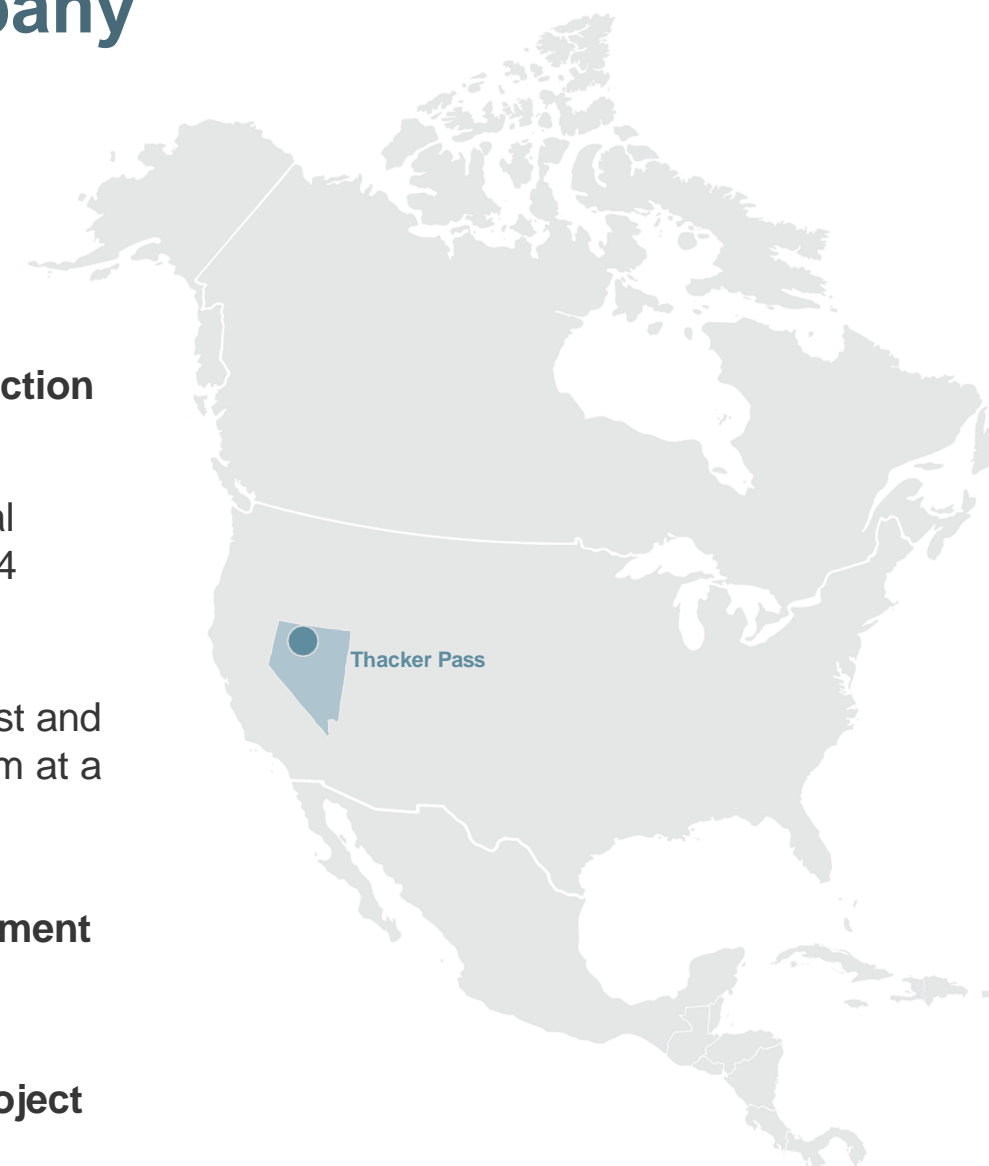 pany
ction
al
4
Thacker Pass
st and
m at a
ment
oject